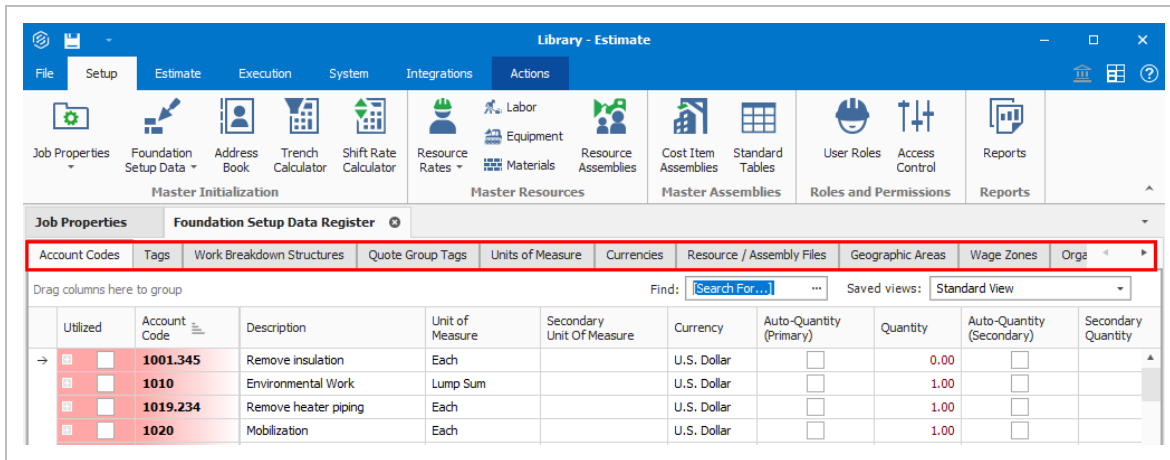 Library - Estimate
File Setup Estimate Execution System Integrations Actions
Job Properties
Foundation Setup Data
Address Book
Trench Calculator
Shift Rate Calculator
Resource Rates
Labor
Equipment
Materials
Resource Assemblies
Cost Item Assemblies
Standard Tables
User Roles
Access Control
Reports
Master Initialization Master Resources Master Assemblies Roles and Permissions Reports
Job Properties Foundation Setup Data Register
Account Codes Tags Work Breakdown Structures Quote Group Tags Units of Measure Currencies Resource / Assembly Files Geographic Areas Wage Zones Orga
Drag columns here to group Find: [Search For...] ... Saved views: Standard View
Utilized Account Code Description Unit of Measure Secondary Unit Of Measure Currency Auto-Quantity (Primary) Quantity Auto-Quantity (Secondary) Secondary Quantity
1001.345 Remove insulation Each U.S. Dollar 0.00
1010 Environmental Work Lump Sum U.S. Dollar 1.00
1019.234 Remove heater piping Each U.S. Dollar 1.00
1020 Mobilization Each U.S. Dollar 1.00